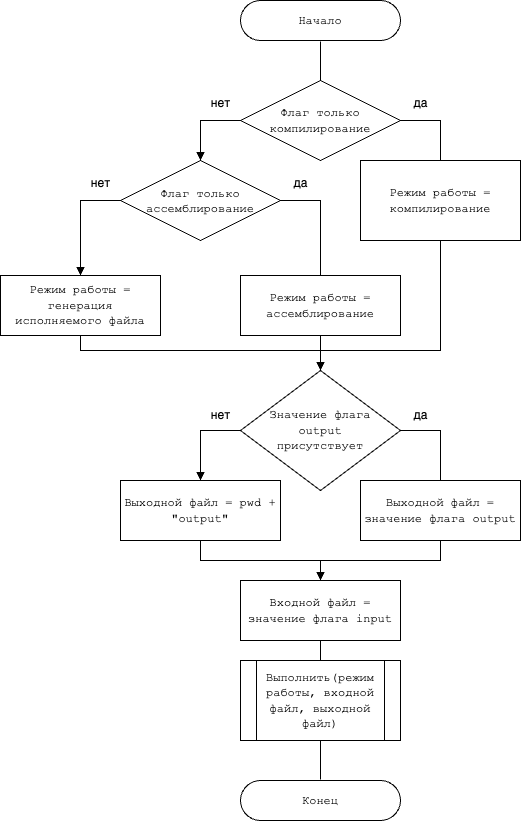 Начало
нет
да
Флаг только
компилирование
нет
да
Флаг только
ассемблирование
Режим работы =
компилирование
Режим работы =
генерация
исполняемого файла
Режим работы =
ассемблирование
нет
да
Значение флага
output
присутствует
Выходной файл = pwd +
"output"
Выходной файл =
значение флага output
Входной файл =
значение флага input
Выполнить(режим
работы, входной
файл, выходной
файл)
Конец